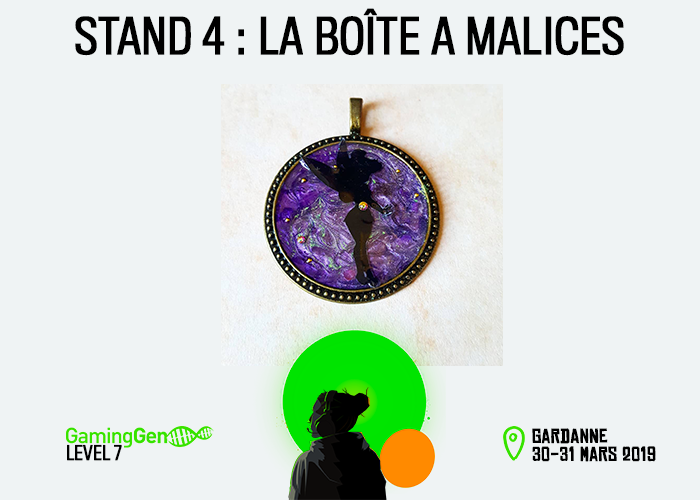 STAND 4 : LA BOÎTE A MALICES
GamingGen
LEVEL 7
GARDANNE
30-31 MARS 2019